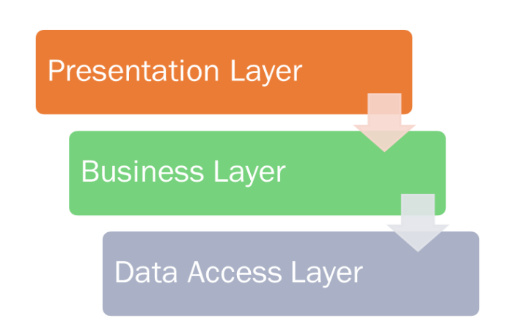 Presentation Layer
Business Layer
Data Access Layer